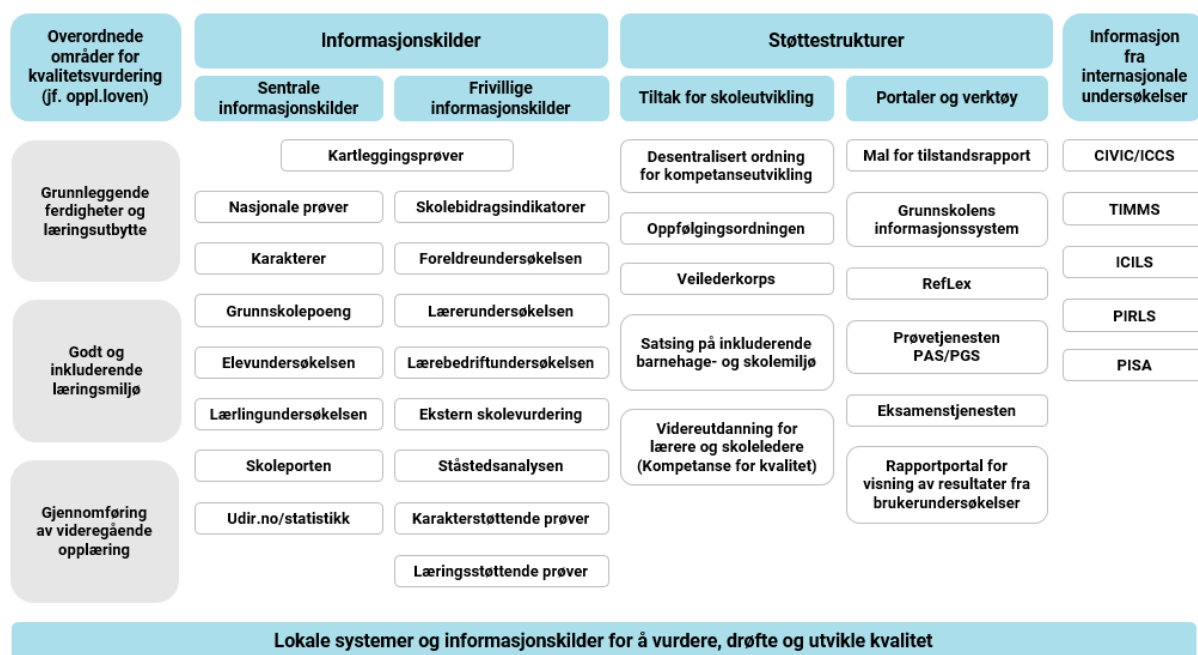 Overordnede
områder for
kvalitetsvurdering
(jf. oppl.loven)
Informasjonskilder
Støttestrukturer
Informasjon
fra
internasjonale
undersøkelser
Sentrale
informasjonskilder
Frivillige
informasjonskilder
Tiltak for skoleutvikling
Portaler og verktøy
Grunnleggende
ferdigheter og
læringsutbytte
Godt og
inkluderende
læringsmiljø
Gjennomføring
av videregående
opplæring
Kartleggingsprøver
Nasjonale prøver
Karakterer
Grunnskolepoeng
Elevundersøkelsen
Lærlingundersøkelsen
Skoleporten
Udir.no/statistikk
Skolebidragsindikatorer
Foreldreundersøkelsen
Lærerundersøkelsen
Lærebedriftundersøkelsen
Ekstern skolevurdering
Ståstedsanalysen
Karakterstøttende prøver
Læringsstøttende prøver
Desentralisert ordning
for kompetanseutvikling
Oppfølgingsordningen
Veilederkorps
Satsing på inkluderende
barnehage- og skolemiljø
Videreutdanning for
lærere og skoleledere
(Kompetanse for kvalitet)
Mal for tilstandsrapport
Grunnskolens
informasjonssystem
RefLex
Prøvetjenesten
PAS/PGS
Eksamenstjenesten
Rapportportal for
visning av resultater fra
brukerundersøkelser
CIVIC/ICCS
TIMMS
ICILS
PIRLS
PISA
Lokale systemer og informasjonskilder for å vurdere, drøfte og utvikle kvalitet